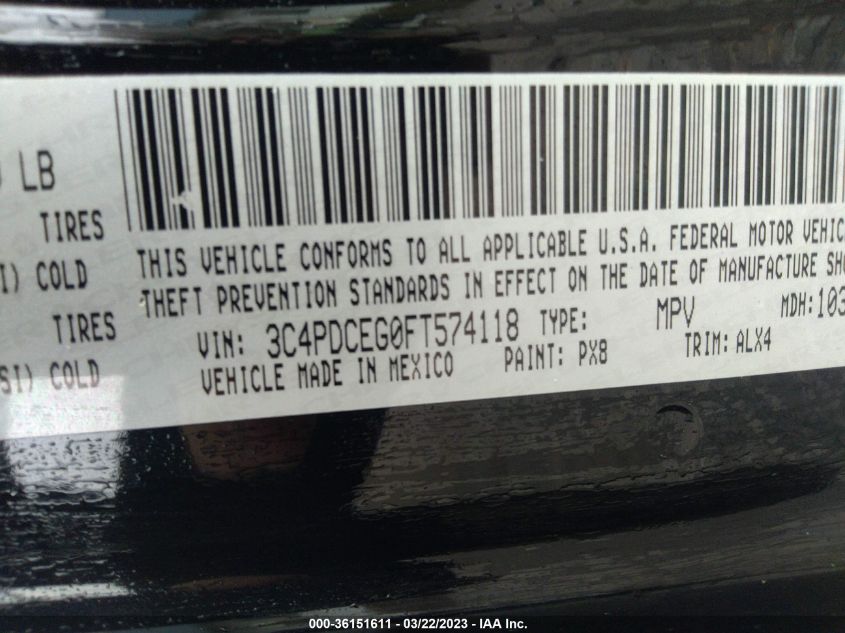 LB
TIRES
COLD
TIRES
COLD
THIS VEHICLE CONFORMS TO ALL APPLICABLE U.S.A. FEDERAL MOTOR VEHIC
THEFT PREVENTION STANDARDS IN EFFECT ON THE DATE OF MANUFACTURE SHO
VIN: 3C4PDCEG0FT574118 TYPE: MPV MDH:103
VEHICLE MADE IN MEXICO PAINT: PX8 TRIM: ALX4
000-36151611 - 03/22/2023 - IAA Inc.